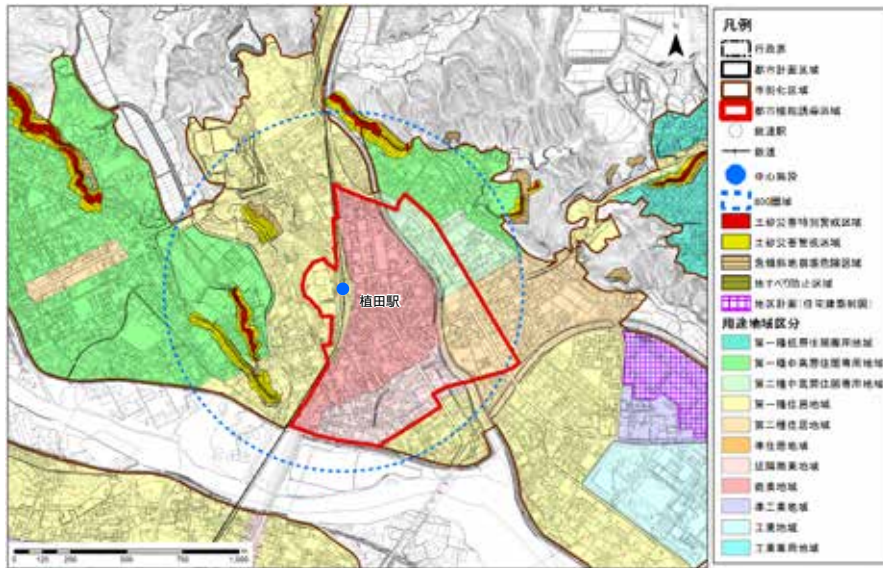 植田駅
0 125 250 500 750 1,000
凡例
行政界
都市計画区域
市街化区域
都市機能誘導区域
鉄道駅
鉄道
中心施設
800圏域
土砂災害特別警戒区域
土砂災害警戒区域
急傾斜地崩壊危険区域
地すべり防止区域
地区計画（住宅建築制限）
用途地域区分
第一種低層住居専用地域
第一種中高層住居専用地域
第二種中高層住居専用地域
第一種住居地域
第二種住居地域
準住居地域
近隣商業地域
商業地域
準工業地域
工業地域
工業専用地域